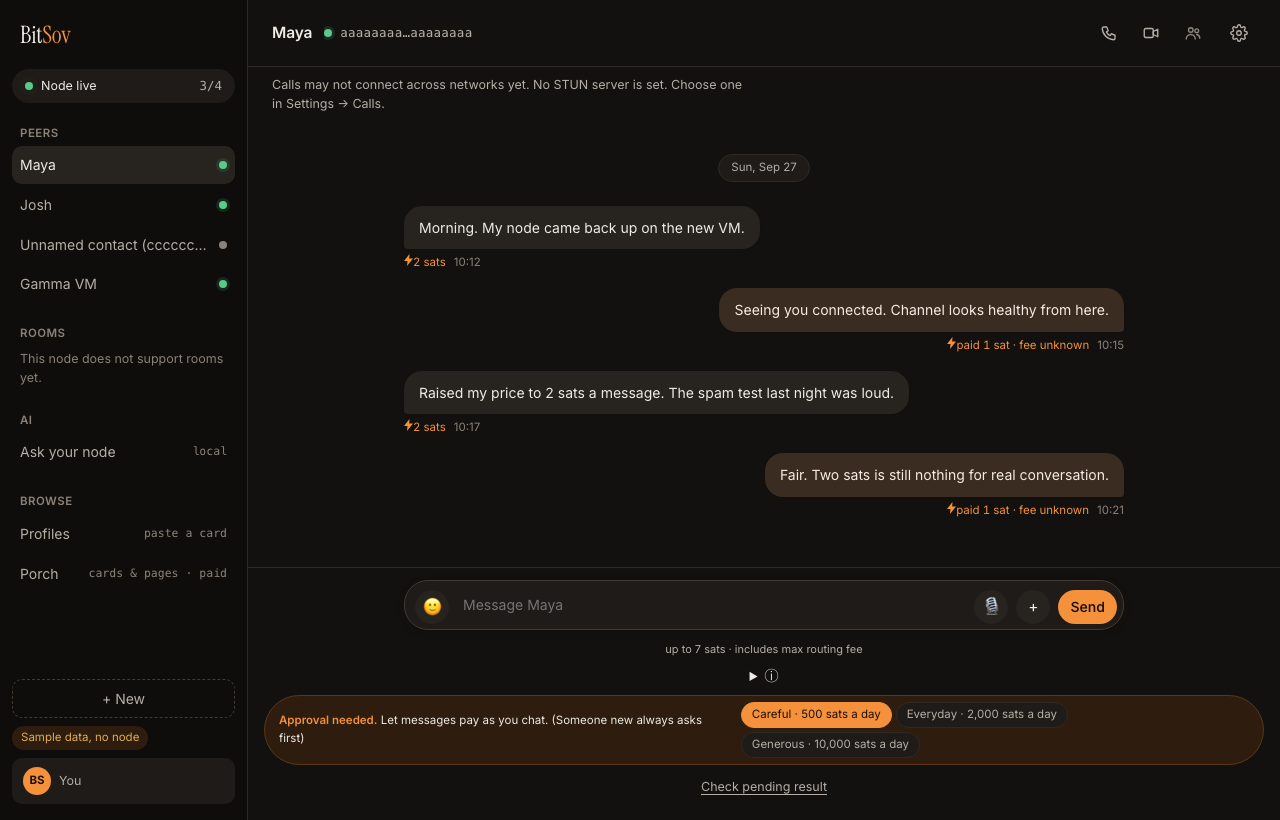 BitSov
Node live 3/4
PEERS
Maya
Josh
Unnamed contact (cccccc...
Gamma VM
ROOMS
This node does not support rooms
yet.
AI
Ask your node local
BROWSE
Profiles paste a card
Porch cards & pages · paid
+ New
Sample data, no node
BS You
Maya aaaaaaaa…aaaaaaaa
Calls may not connect across networks yet. No STUN server is set. Choose one
in Settings → Calls.
Sun, Sep 27
Morning. My node came back up on the new VM.
2 sats 10:12
Seeing you connected. Channel looks healthy from here.
paid 1 sat · fee unknown 10:15
Raised my price to 2 sats a message. The spam test last night was loud.
2 sats 10:17
Fair. Two sats is still nothing for real conversation.
paid 1 sat · fee unknown 10:21
Message Maya
+
Send
up to 7 sats · includes max routing fee
▶ ⓘ
Approval needed. Let messages pay as you chat. (Someone new always asks
first)
Careful · 500 sats a day Everyday · 2,000 sats a day
Generous · 10,000 sats a day
Check pending result